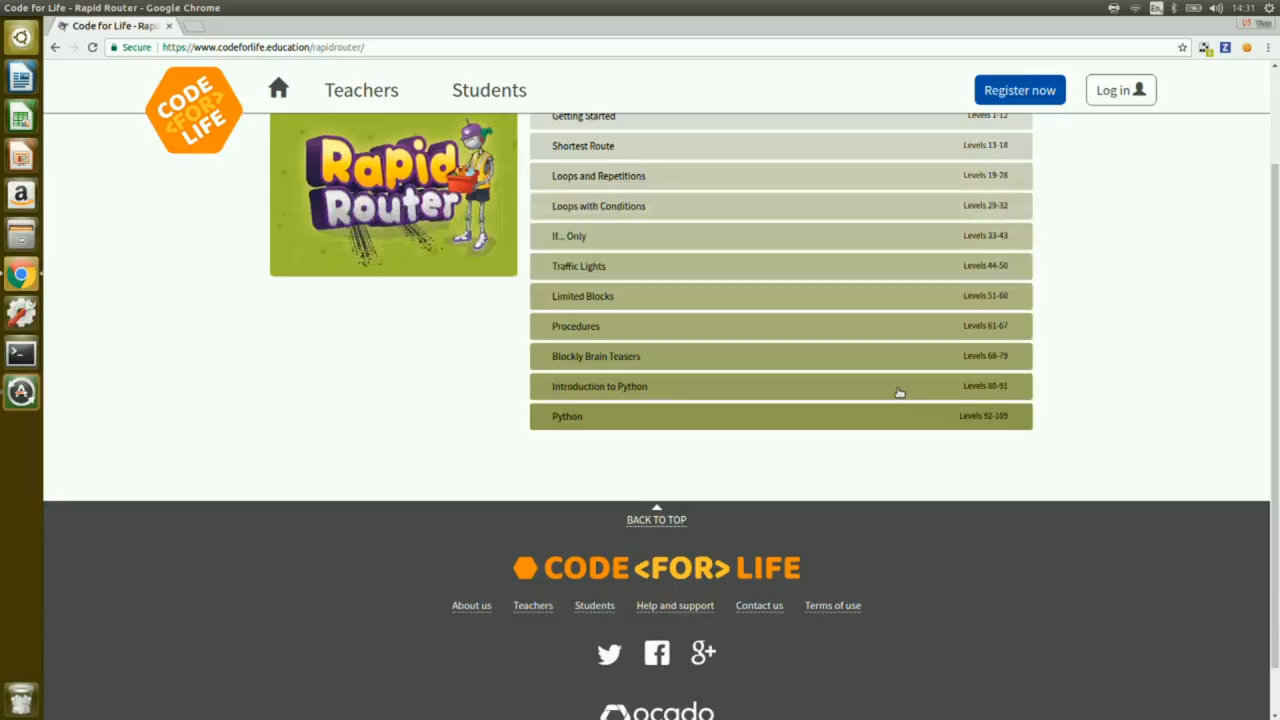 Code for Life - Rapid Router - Google Chrome
En
14:31
Code for Life - Rapi
Secure
https://www.codeforlife.education/rapidrouter/
CODE
<FOR>
LIFE
Teachers
Students
Register now
Log in
Rapid
Router
Getting Started
Levels 1-12
Shortest Route
Levels 13-18
Loops and Repetitions
Levels 19-28
Loops with Conditions
Levels 29-32
If... Only
Levels 33-43
Traffic Lights
Levels 44-50
Limited Blocks
Levels 51-60
Procedures
Levels 61-67
Blockly Brain Teasers
Levels 68-79
Introduction to Python
Levels 80-91
Python
Levels 92-109
BACK TO TOP
CODE <FOR> LIFE
About us
Teachers
Students
Help and support
Contact us
Terms of use
ocado